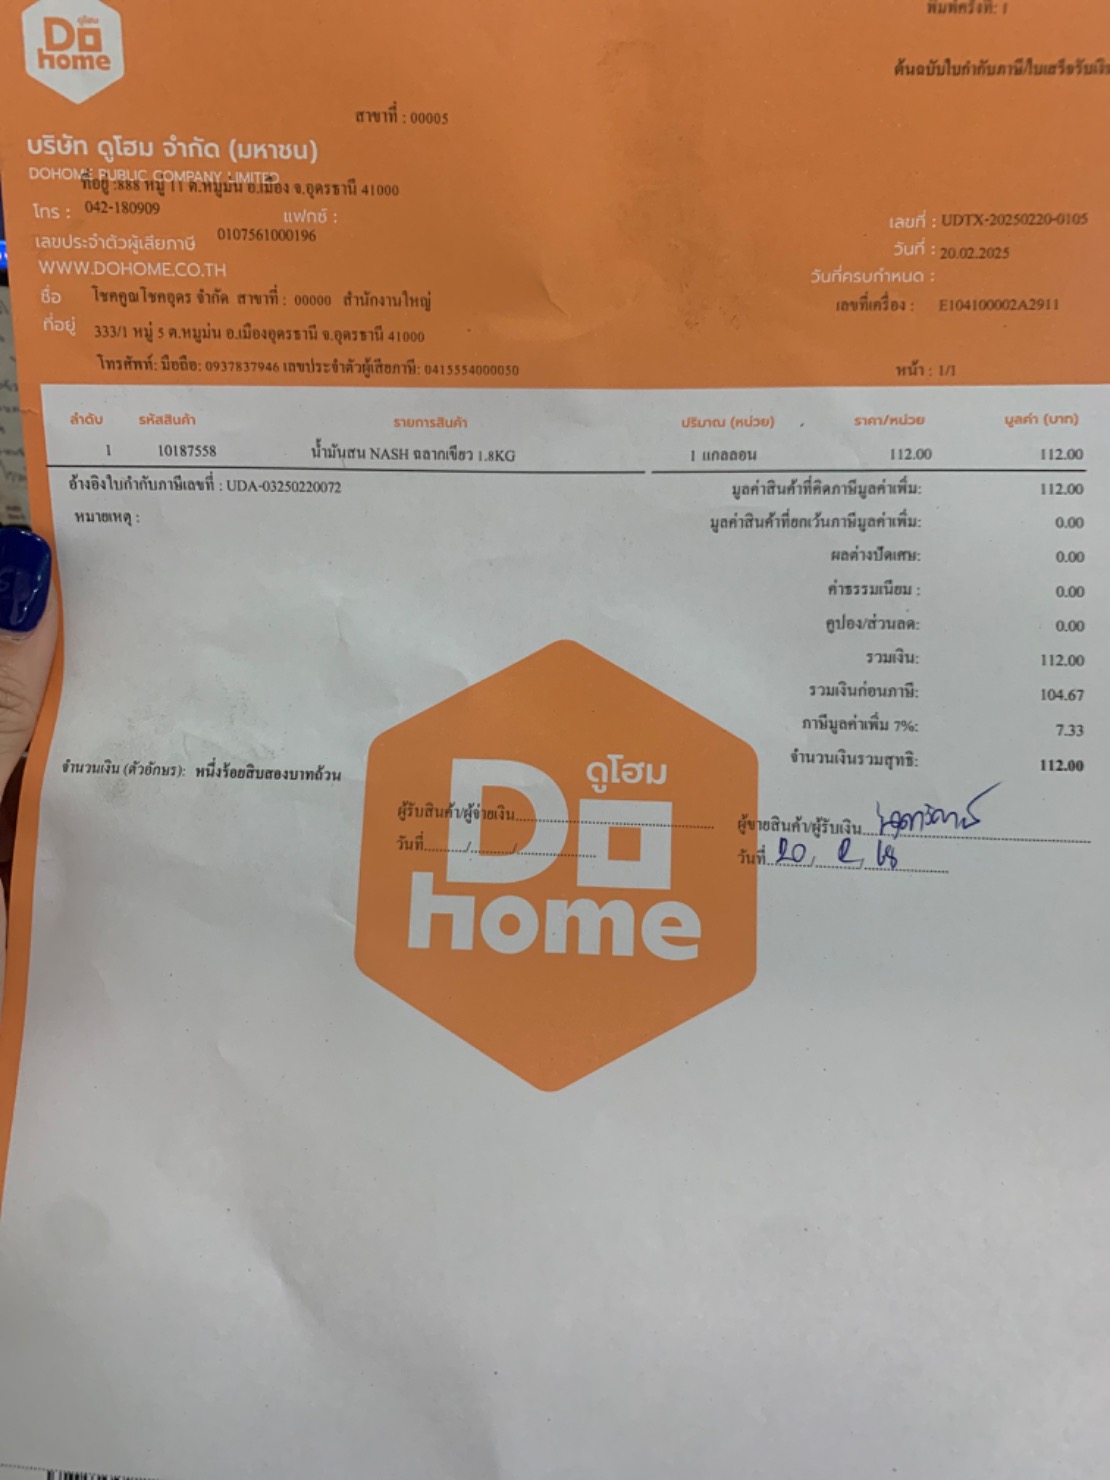 ดูโฮม
Do
home
พิมพ์ครั้งที่: 1
ต้นฉบับใบกำกับภาษี/ใบเสร็จรับเงิน
สาขาที่ : 00005
บริษัท ดูโฮม จำกัด (มหาชน)
DOHOME PUBLIC COMPANY LIMITED
ที่อยู่ :888 หมู่ 11 ต.หมูม่น อ.เมือง จ.อุดรธานี 41000
โทร : 042-180909 แฟกซ์ :
เลขที่ : UDTX-20250220-0105
เลขประจำตัวผู้เสียภาษี 0107561000196
วันที่ : 20.02.2025
WWW.DOHOME.CO.TH
วันที่ครบกำหนด :
ชื่อ โชคคูณโชคอุดร จำกัด สาขาที่ : 00000 สำนักงานใหญ่
เลขที่เครื่อง : E104100002A2911
ที่อยู่ 333/1 หมู่ 5 ต.หมูม่น อ.เมืองอุดรธานี จ.อุดรธานี 41000
โทรศัพท์: มือถือ: 0937837946 เลขประจำตัวผู้เสียภาษี: 0415554000050
หน้า : 1/1
ลำดับ รหัสสินค้า รายการสินค้า ปริมาณ (หน่วย) ราคา/หน่วย มูลค่า (บาท)
1 10187558 น้ำมันสน NASH ฉลากเขียว 1.8KG 1 แกลลอน 112.00 112.00
อ้างอิงใบกำกับภาษีเลขที่ : UDA-03250220072
มูลค่าสินค้าที่คิดภาษีมูลค่าเพิ่ม: 112.00
หมายเหตุ :
มูลค่าสินค้าที่ยกเว้นภาษีมูลค่าเพิ่ม: 0.00
ผลต่างปัดเศษ: 0.00
ค่าธรรมเนียม : 0.00
คูปอง/ส่วนลด: 0.00
รวมเงิน: 112.00
รวมเงินก่อนภาษี: 104.67
ภาษีมูลค่าเพิ่ม 7%: 7.33
จำนวนเงินรวมสุทธิ: 112.00
จำนวนเงิน (ตัวอักษร): หนึ่งร้อยสิบสองบาทถ้วน
ดูโฮม
Do
home
ผู้รับสินค้า/ผู้จ่ายเงิน
ผู้ขายสินค้า/ผู้รับเงิน
วันที่ / /
วันที่ 20 / 2 / 68